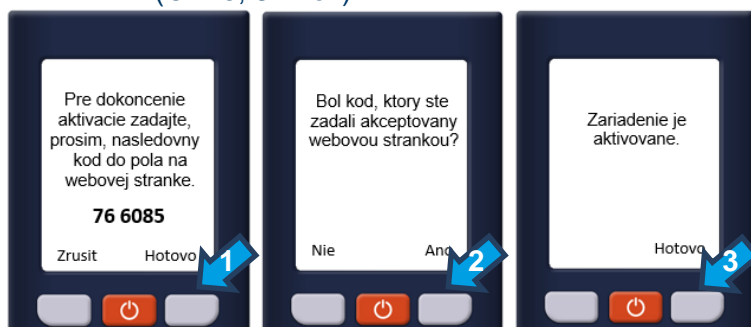 Pre dokoncenie
aktivacie zadajte,
prosim, nasledovny
kod do pola na
webovej stranke.
76 6085
Zrusit Hotovo
1
Bol kod, ktory ste
zadali akceptovany
webovou strankou?
Nie Ano
2
Zariadenie je
aktivovane.
Hotovo
3